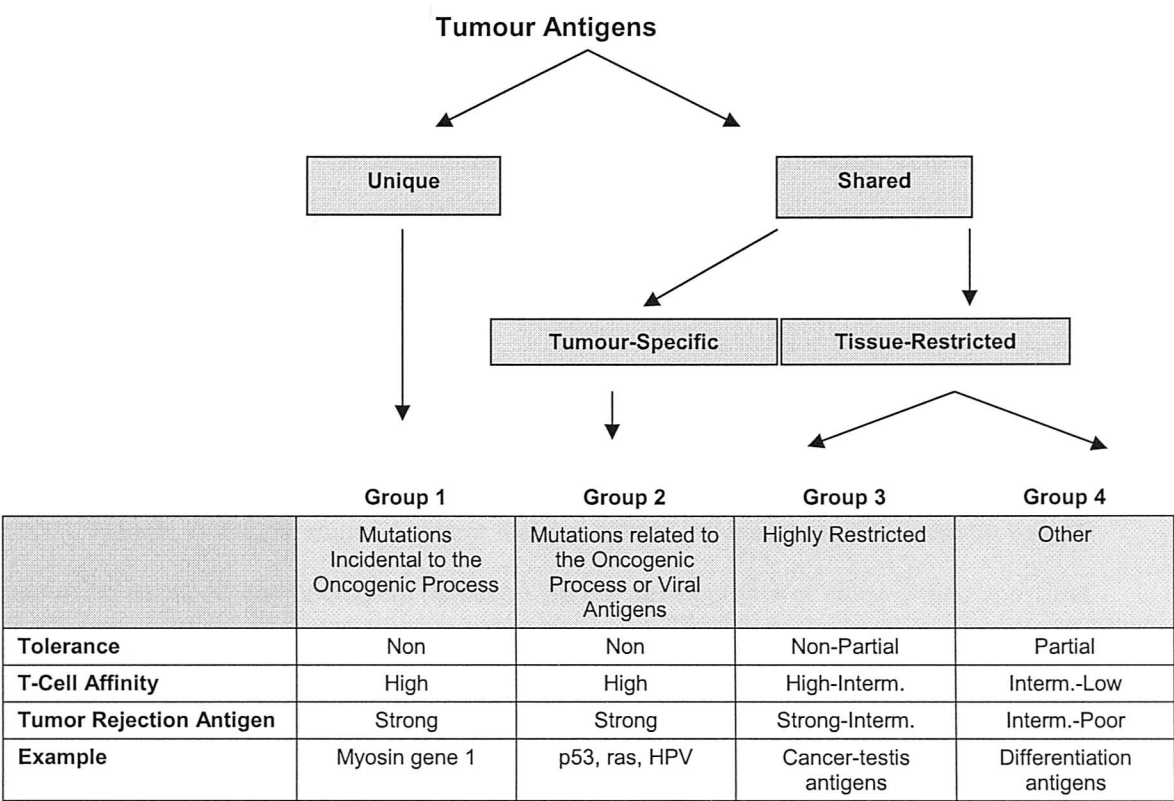 Tumour Antigens
Unique
Shared
Tumour-Specific
Tissue-Restricted
Group 1
Group 2
Group 3
Group 4
Mutations
Incidental to the
Oncogenic Process
Mutations related to
the Oncogenic
Process or Viral
Antigens
Highly Restricted
Other
Tolerance
Non
Non
Non-Partial
Partial
T-Cell Affinity
High
High
High-Interm.
Interm.-Low
Tumor Rejection Antigen
Strong
Strong
Strong-Interm.
Interm.-Poor
Example
Myosin gene 1
p53, ras, HPV
Cancer-testis
antigens
Differentiation
antigens